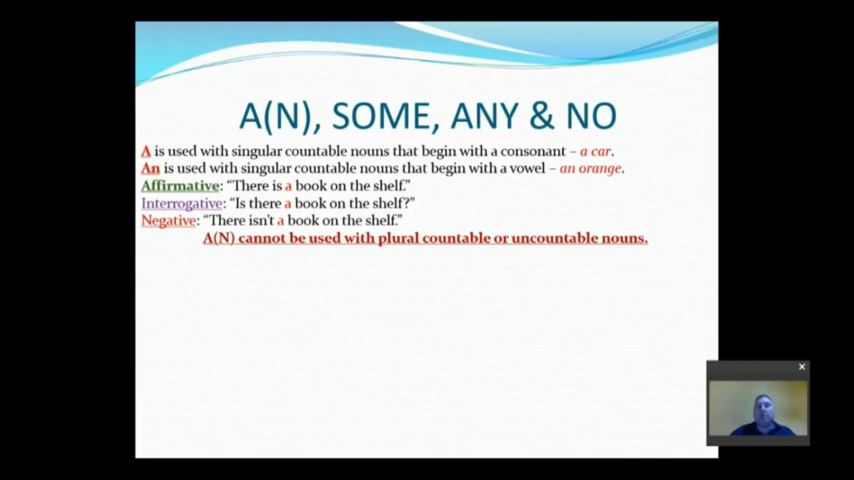 A(N), SOME, ANY & NO
A is used with singular countable nouns that begin with a consonant – a car.
An is used with singular countable nouns that begin with a vowel – an orange.
Affirmative: “There is a book on the shelf.”
Interrogative: “Is there a book on the shelf?”
Negative: “There isn't a book on the shelf.”
A(N) cannot be used with plural countable or uncountable nouns.